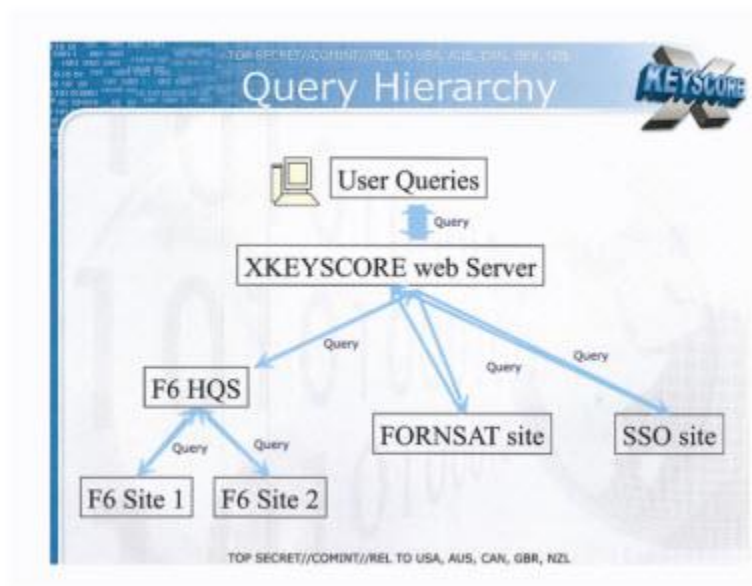 TOP SECRET//COMINT//REL TO USA, AUS, CAN, GBR, NZL
Query Hierarchy
X
KEYSCORE
User Queries
Query
XKEYSCORE web Server
Query
Query
Query
F6 HQS
FORNSAT site
SSO site
Query
Query
F6 Site 1
F6 Site 2
TOP SECRET//COMINT//REL TO USA, AUS, CAN, GBR, NZL